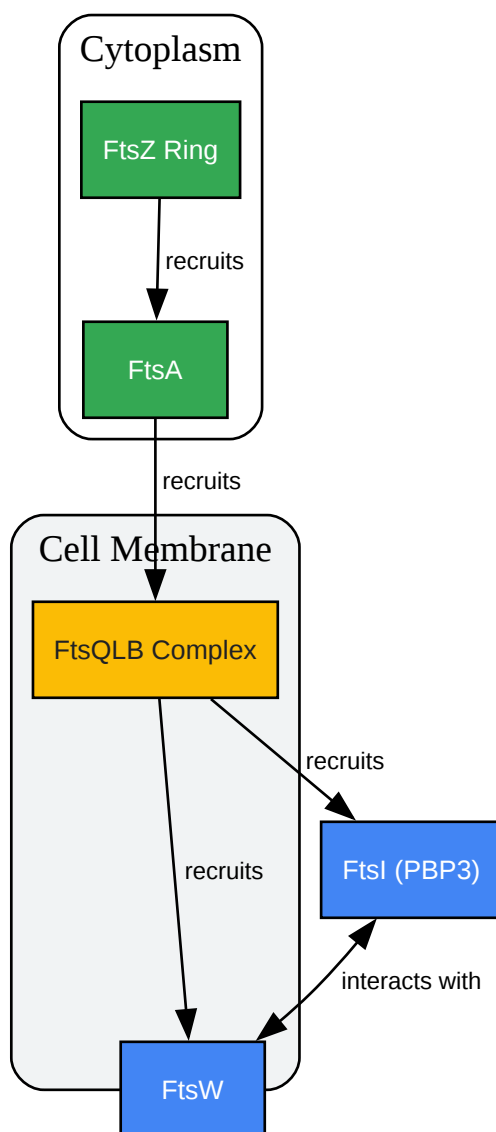 Cytoplasm
FtsZ Ring
recruits
FtsA
recruits
Cell Membrane
FtsQLB Complex
recruits
FtsI (PBP3)
recruits
interacts with
FtsW